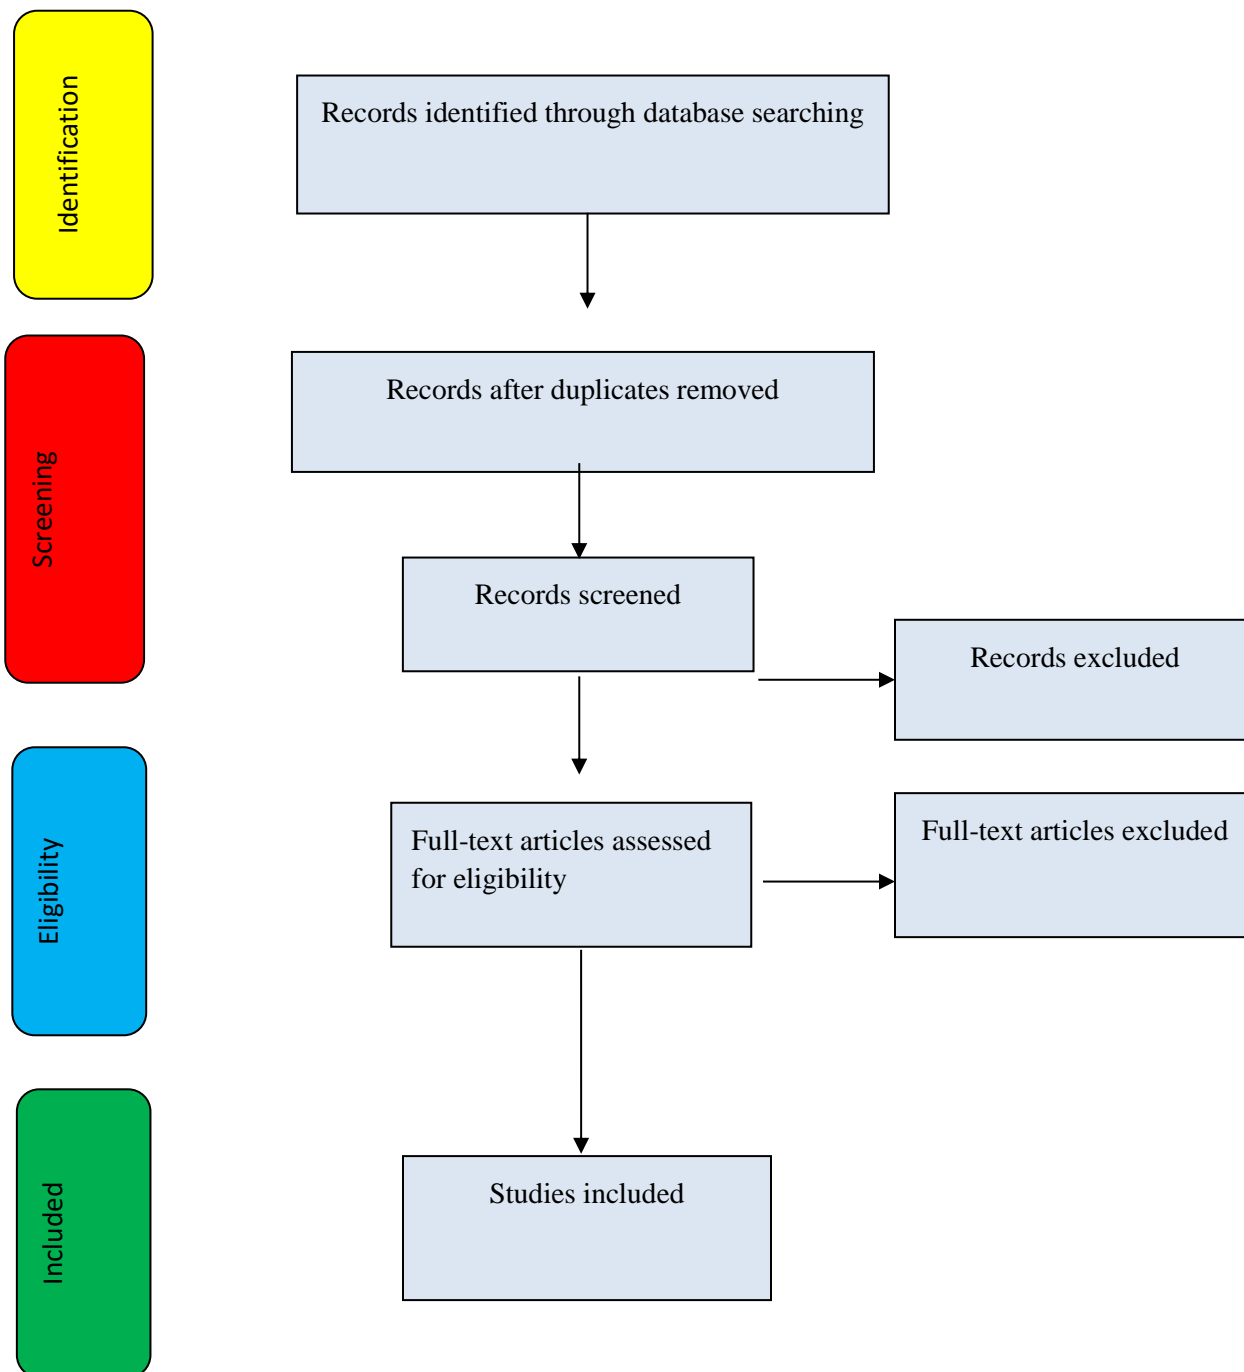 Identification
Records identified through database searching
Screening
Records after duplicates removed
Records screened
Records excluded
Eligibility
Full-text articles assessed
for eligibility
Full-text articles excluded
Included
Studies included